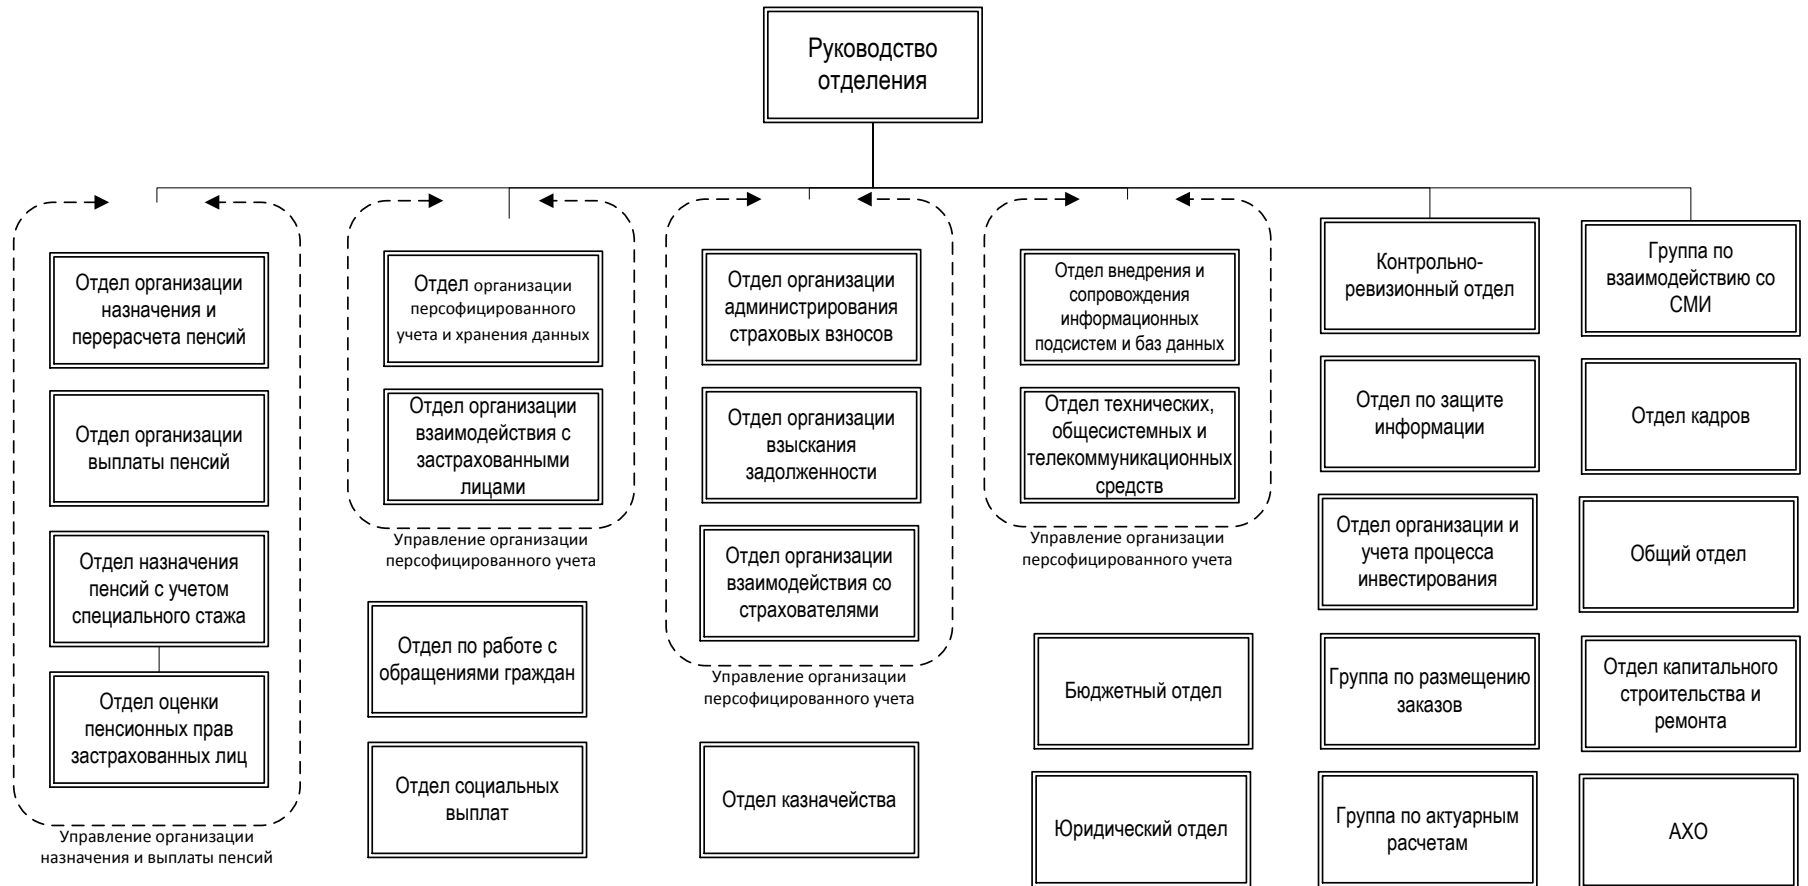 Руководство
отделения
Отдел организации
назначения и
перерасчета пенсий
Отдел организации
выплаты пенсий
Отдел назначения
пенсий с учетом
специального стажа
Отдел оценки
пенсионных прав
застрахованных лиц
Управление организации
назначения и выплаты пенсий
Отдел организации
персофицированного
учета и хранения данных
Отдел организации
взаимодействия с
застрахованными
лицами
Управление организации
персофицированного учета
Отдел по работе с
обращениями граждан
Отдел социальных
выплат
Отдел организации
администрирования
страховых взносов
Отдел организации
взыскания
задолженности
Отдел организации
взаимодействия со
страхователями
Управление организации
персофицированного учета
Отдел казначейства
Отдел внедрения и
сопровождения
информационных
подсистем и баз данных
Отдел технических,
общесистемных и
телекоммуникационных
средств
Управление организации
персофицированного учета
Бюджетный отдел
Юридический отдел
Контрольно-
ревизионный отдел
Отдел по защите
информации
Отдел организации и
учета процесса
инвестирования
Группа по размещению
заказов
Группа по актуарным
расчетам
Группа по
взаимодействию со
СМИ
Отдел кадров
Общий отдел
Отдел капитального
строительства и
ремонта
АХО